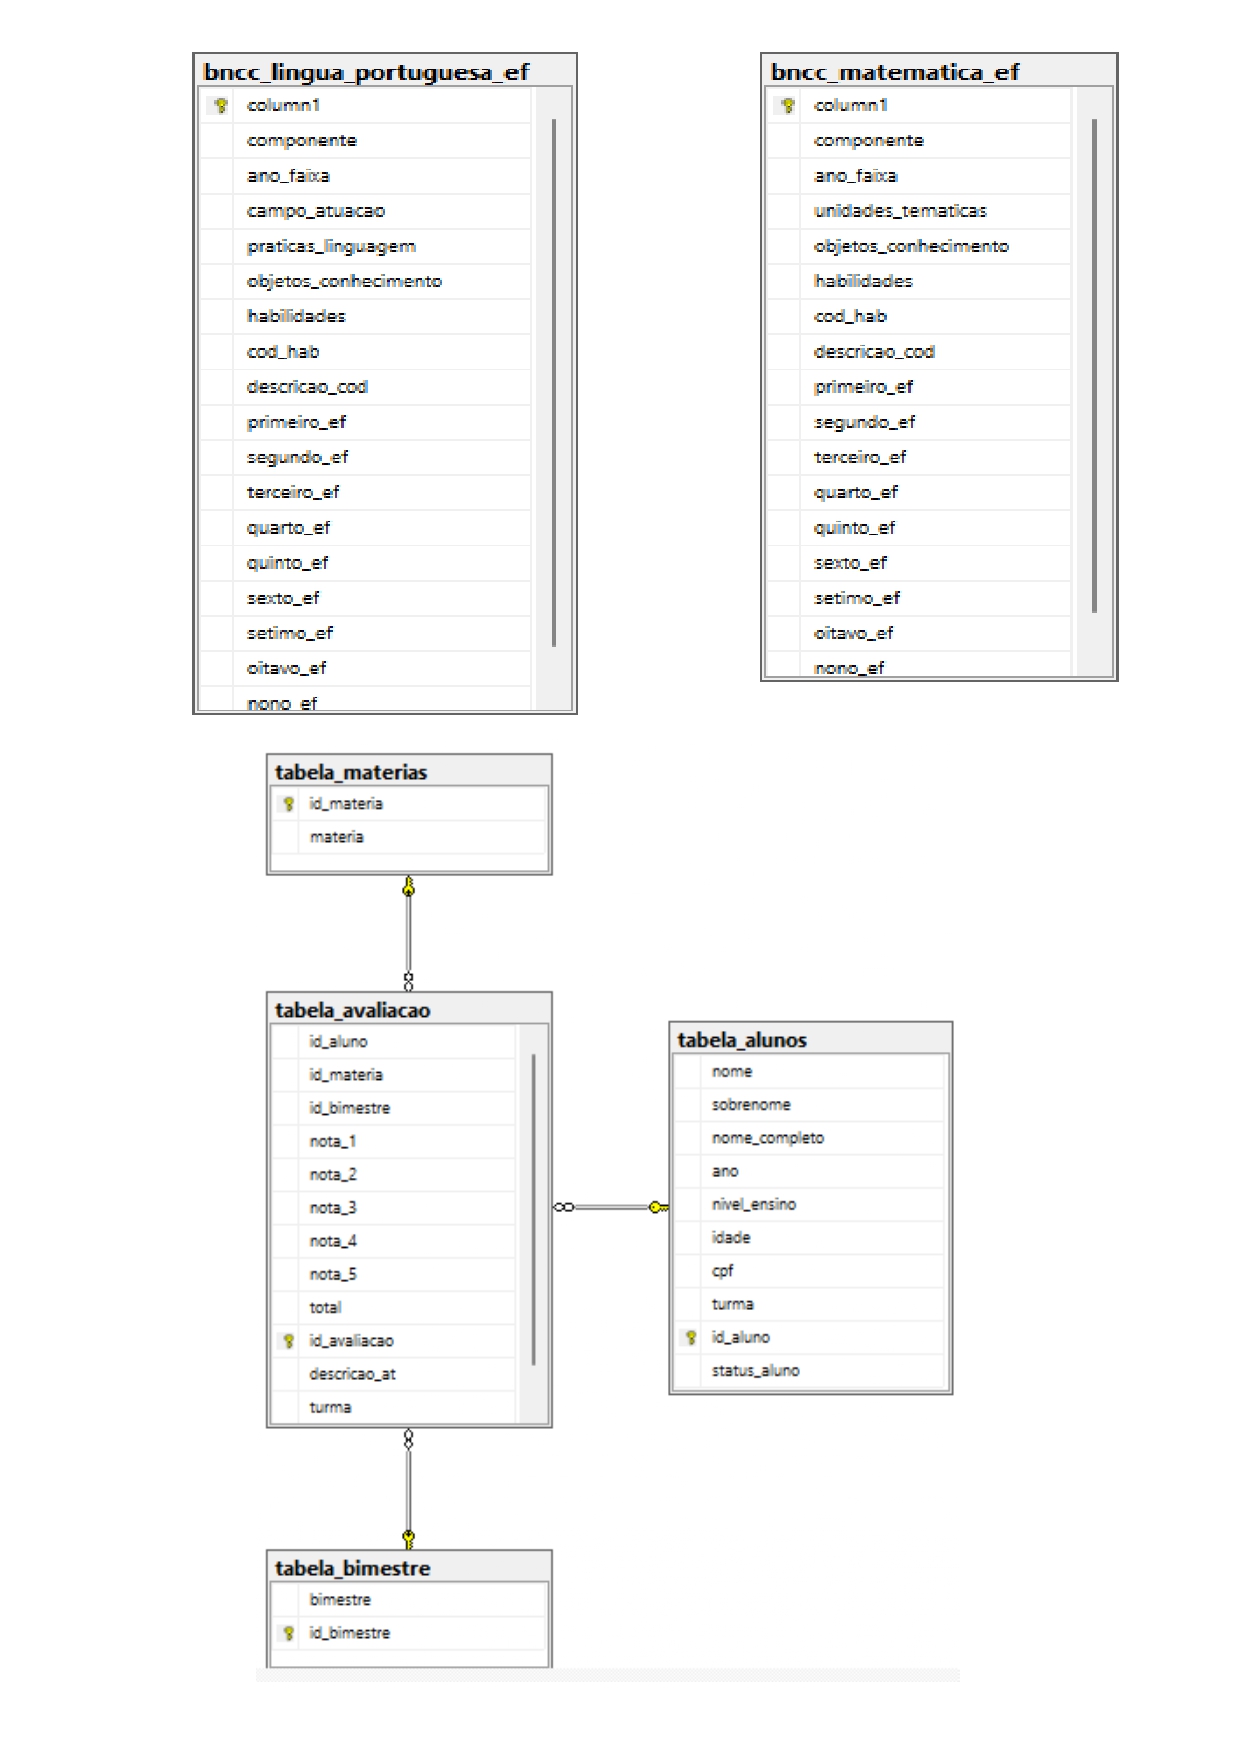 bncc_lingua_portuguesa_ef
column1
componente
ano_faixa
campo_atuacao
praticas_linguagem
objetos_conhecimento
habilidades
cod_hab
descricao_cod
primeiro_ef
segundo_ef
terceiro_ef
quarto_ef
quinto_ef
sexto_ef
setimo_ef
oitavo_ef
nono_ef
bncc_matematica_ef
column1
componente
ano_faixa
unidades_tematicas
objetos_conhecimento
habilidades
cod_hab
descricao_cod
primeiro_ef
segundo_ef
terceiro_ef
quarto_ef
quinto_ef
sexto_ef
setimo_ef
oitavo_ef
nono_ef
tabela_materias
id_materia
materia
tabela_avaliacao
id_aluno
id_materia
id_bimestre
nota_1
nota_2
nota_3
nota_4
nota_5
total
id_avaliacao
descricao_at
turma
tabela_alunos
nome
sobrenome
nome_completo
ano
nivel_ensino
idade
cpf
turma
id_aluno
status_aluno
tabela_bimestre
bimestre
id_bimestre